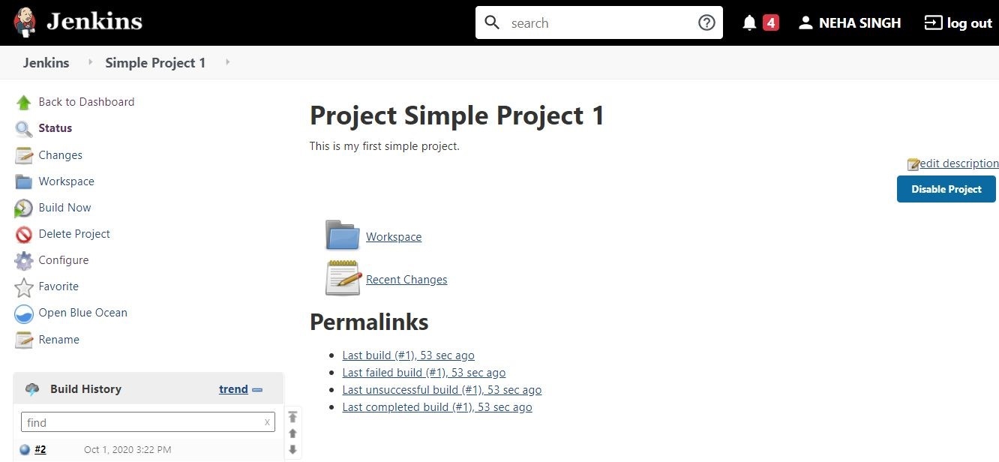 Jenkins
search
4
NEHA SINGH
log out
Jenkins
Simple Project 1
Back to Dashboard
Status
Changes
Workspace
Build Now
Delete Project
Configure
Favorite
Open Blue Ocean
Rename
Build History
trend
find
x
#2
Oct 1, 2020 3:22 PM
Project Simple Project 1
This is my first simple project.
edit description
Disable Project
Workspace
Recent Changes
Permalinks
Last build (#1), 53 sec ago
Last failed build (#1), 53 sec ago
Last unsuccessful build (#1), 53 sec ago
Last completed build (#1), 53 sec ago